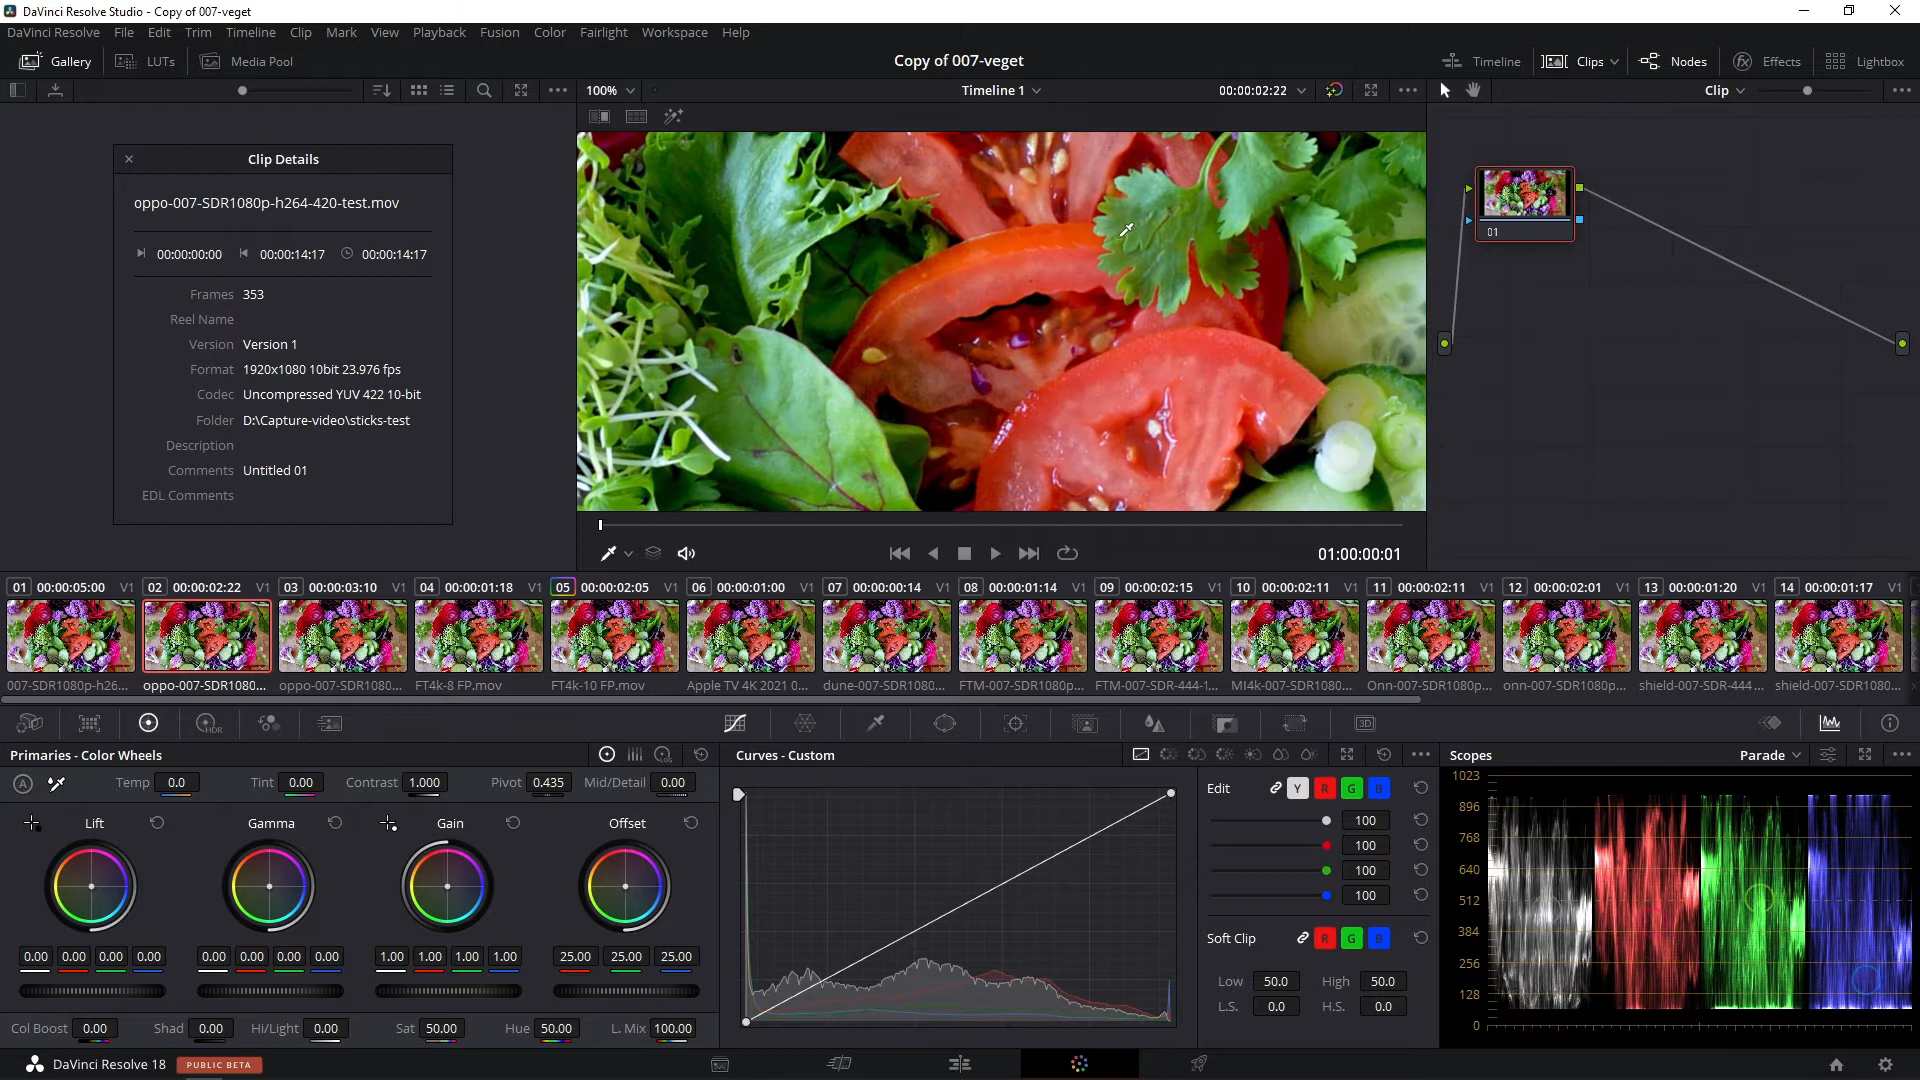 DaVinci Resolve Studio - Copy of 007-veget
DaVinci Resolve File Edit Trim Timeline Clip Mark View Playback Fusion Color Fairlight Workspace Help
Gallery LUTs Media Pool Copy of 007-veget Timeline Clips Nodes Effects Lightbox
100% Timeline 1 00:00:02:22 Clip
Clip Details
oppo-007-SDR1080p-h264-420-test.mov
00:00:00:00 00:00:14:17 00:00:14:17
Frames 353
Reel Name
Version Version 1
Format 1920x1080 10bit 23.976 fps
Codec Uncompressed YUV 422 10-bit
Folder D:\Capture-video\sticks-test
Description
Comments Untitled 01
EDL Comments
01
01:00:00:01
01 00:00:05:00 V1 02 00:00:02:22 V1 03 00:00:03:10 V1 04 00:00:01:18 V1 05 00:00:02:05 V1 06 00:00:01:00 V1 07 00:00:00:14 V1 08 00:00:01:14 V1 09 00:00:02:15 V1 10 00:00:02:11 V1 11 00:00:02:11 V1 12 00:00:02:01 V1 13 00:00:01:20 V1 14 00:00:01:17 V1
007-SDR1080p-h26... oppo-007-SDR1080... oppo-007-SDR1080... FT4k-8 FP.mov FT4k-10 FP.mov Apple TV 4K 2021 0... dune-007-SDR1080... FTM-007-SDR1080p... FTM-007-SDR-444-1... MI4k-007-SDR1080... Onn-007-SDR1080p... onn-007-SDR1080p... shield-007-SDR-444... shield-007-SDR1080...
HDR 3D
Primaries - Color Wheels LOG Curves - Custom Scopes Parade
A Temp 0.0 Tint 0.00 Contrast 1.000 Pivot 0.435 Mid/Detail 0.00
Lift Gamma Gain Offset
0.00 0.00 0.00 0.00 0.00 0.00 0.00 0.00 1.00 1.00 1.00 1.00 25.00 25.00 25.00
Col Boost 0.00 Shad 0.00 Hi/Light 0.00 Sat 50.00 Hue 50.00 L. Mix 100.00
Edit Y R G B
100
100
100
100
Soft Clip R G B
Low 50.0 High 50.0
L.S. 0.0 H.S. 0.0
1023
896
768
640
512
384
256
128
0
DaVinci Resolve 18 PUBLIC BETA